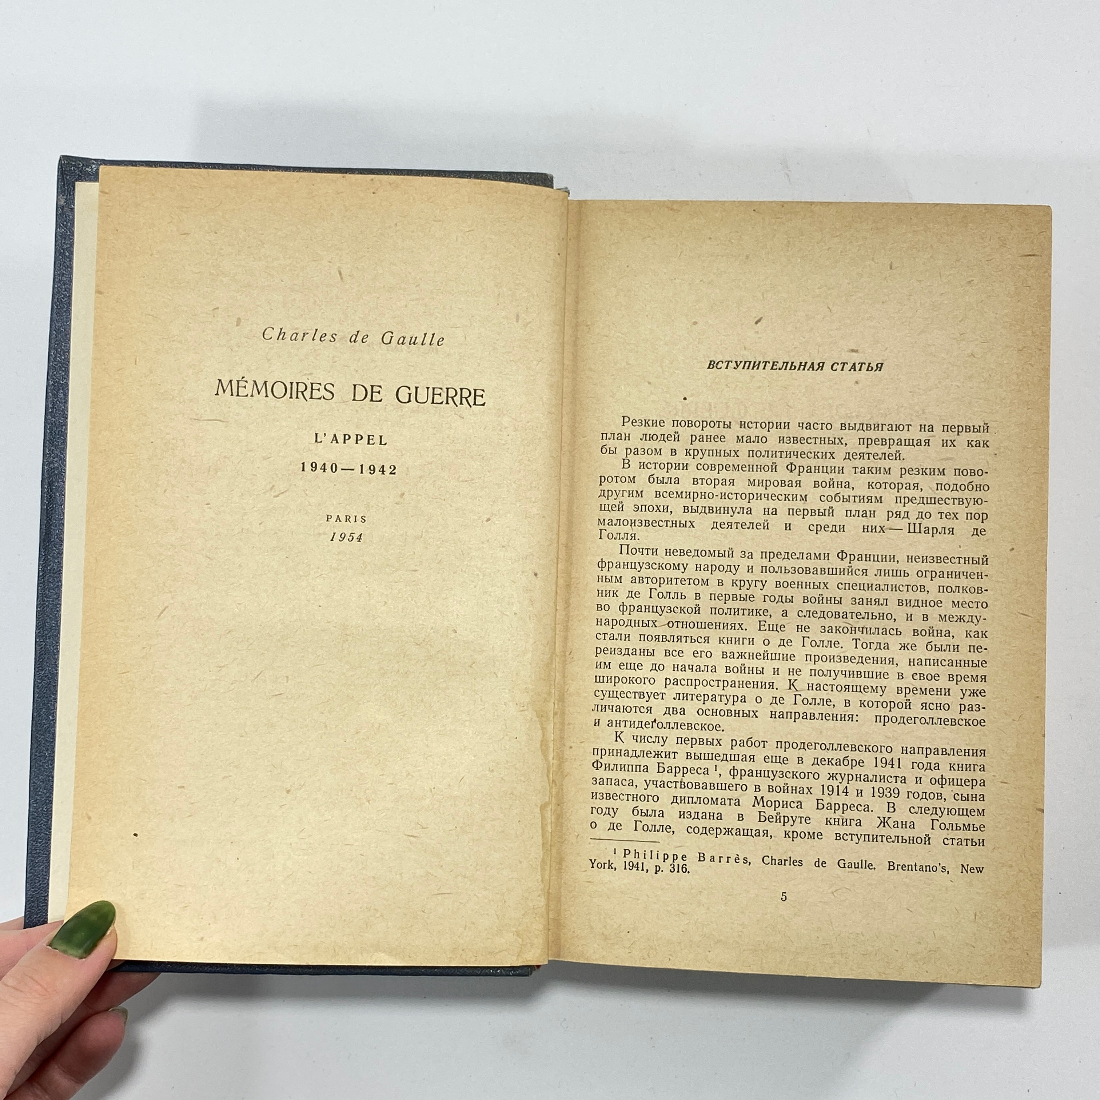 Charles de Gaulle
MÉMOIRES DE GUERRE
L'APPEL
1940—1942
PARIS
1954
ВСТУПИТЕЛЬНАЯ СТАТЬЯ
Резкие повороты истории часто выдвигают на первый
план людей ранее мало известных, превращая их как
бы разом в крупных политических деятелей.
В истории современной Франции таким резким пово-
ротом была вторая мировая война, которая, подобно
другим всемирно-историческим событиям предшествую-
щей эпохи, выдвинула на первый план ряд до тех пор
малоизвестных деятелей и среди них — Шарля де
Голля.
Почти неведомый за пределами Франции, неизвестный
французскому народу и пользовавшийся лишь ограничен-
ным авторитетом в кругу военных специалистов, полков-
ник де Голль в первые годы войны занял видное место
во французской политике, а следовательно, и в между-
народных отношениях. Еще не закончилась война, как
стали появляться книги о де Голле. Тогда же были пе-
реизданы все его важнейшие произведения, написанные
им еще до начала войны и не получившие в свое время
широкого распространения. К настоящему времени уже
существует литература о де Голле, в которой ясно раз-
личаются два основных направления: продеголлевское
и антидеголлевское.
К числу первых работ продеголлевского направления
принадлежит вышедшая еще в декабре 1941 года книга
Филиппа Барреса ¹, французского журналиста и офицера
запаса, участвовавшего в войнах 1914 и 1939 годов, сына
известного дипломата Мориса Барреса. В следующем
году была издана в Бейруте книга Жана Гольмье
о де Голле, содержащая, кроме вступительной статьи
¹ Philippe Barrès, Charles de Gaulle. Brentano's, New
York, 1941, p. 316.
5